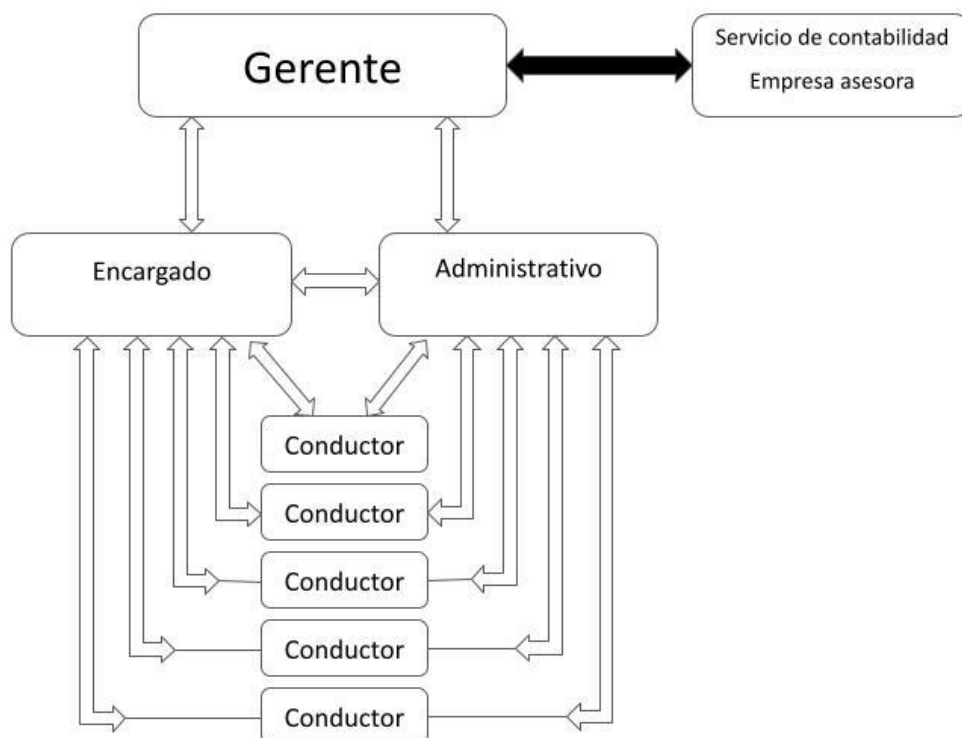 Gerente
Servicio de contabilidad
Empresa asesora
Encargado
Administrativo
Conductor
Conductor
Conductor
Conductor
Conductor